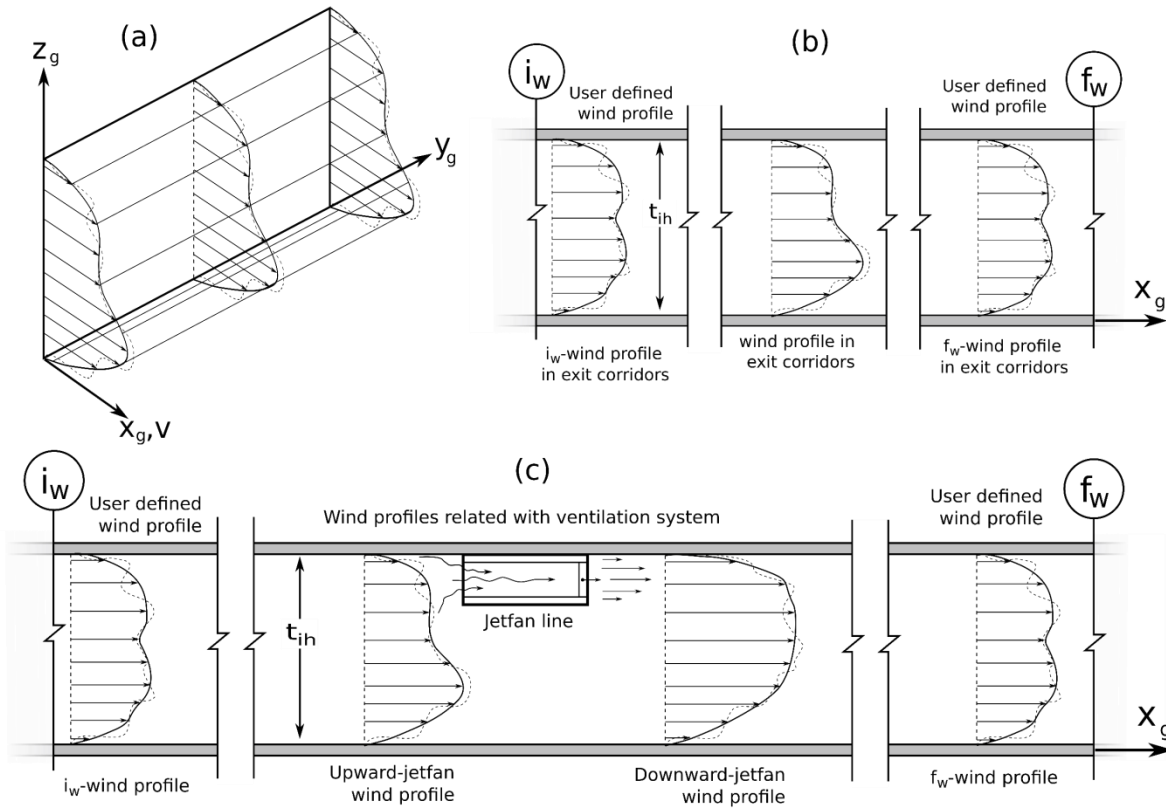 (a)
z_g
y_g
x_g,v
(b)
i_w
User defined
wind profile
User defined
wind profile
f_w
t_ih
x_g
i_w-wind profile
in exit corridors
wind profile in
exit corridors
f_w-wind profile
in exit corridors
(c)
i_w
User defined
wind profile
Wind profiles related with ventilation system
User defined
wind profile
f_w
Jetfan line
t_ih
x_g
i_w-wind profile
Upward-jetfan
wind profile
Downward-jetfan
wind profile
f_w-wind profile